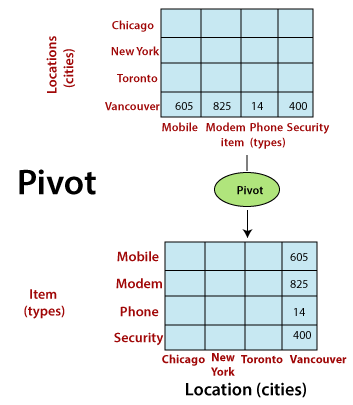 Locations
(cities)
Chicago
New York
Toronto
Vancouver 605 825 14 400
Mobile Modem Phone Security
item (types)
Pivot
Pivot
Item
(types)
Mobile 605
Modem 825
Phone 14
Security 400
Chicago New York Toronto Vancouver
Location (cities)